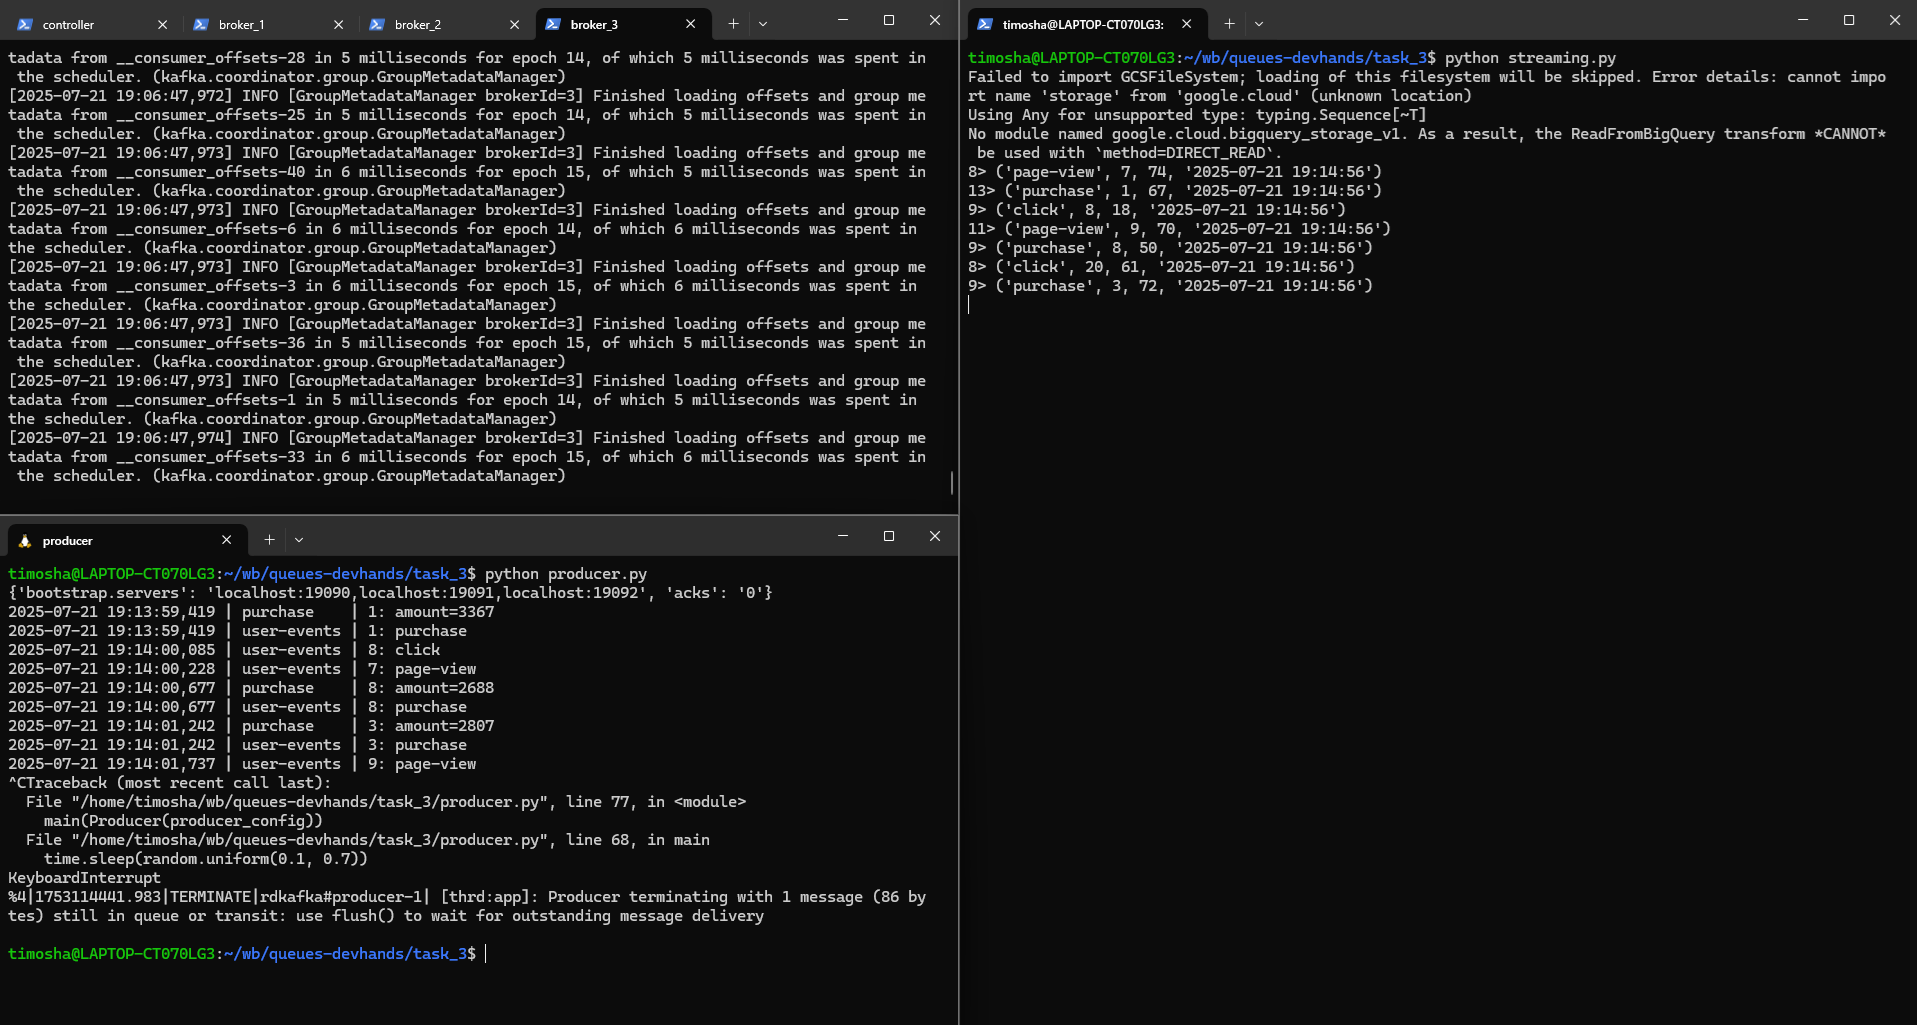 controller
broker_1
broker_2
broker_3
tadata from __consumer_offsets-28 in 5 milliseconds for epoch 14, of which 5 milliseconds was spent in
 the scheduler. (kafka.coordinator.group.GroupMetadataManager)
[2025-07-21 19:06:47,972] INFO [GroupMetadataManager brokerId=3] Finished loading offsets and group me
tadata from __consumer_offsets-25 in 5 milliseconds for epoch 14, of which 5 milliseconds was spent in
 the scheduler. (kafka.coordinator.group.GroupMetadataManager)
[2025-07-21 19:06:47,973] INFO [GroupMetadataManager brokerId=3] Finished loading offsets and group me
tadata from __consumer_offsets-40 in 6 milliseconds for epoch 15, of which 5 milliseconds was spent in
 the scheduler. (kafka.coordinator.group.GroupMetadataManager)
[2025-07-21 19:06:47,973] INFO [GroupMetadataManager brokerId=3] Finished loading offsets and group me
tadata from __consumer_offsets-6 in 6 milliseconds for epoch 14, of which 6 milliseconds was spent in
the scheduler. (kafka.coordinator.group.GroupMetadataManager)
[2025-07-21 19:06:47,973] INFO [GroupMetadataManager brokerId=3] Finished loading offsets and group me
tadata from __consumer_offsets-3 in 6 milliseconds for epoch 15, of which 6 milliseconds was spent in
the scheduler. (kafka.coordinator.group.GroupMetadataManager)
[2025-07-21 19:06:47,973] INFO [GroupMetadataManager brokerId=3] Finished loading offsets and group me
tadata from __consumer_offsets-36 in 5 milliseconds for epoch 15, of which 5 milliseconds was spent in
 the scheduler. (kafka.coordinator.group.GroupMetadataManager)
[2025-07-21 19:06:47,973] INFO [GroupMetadataManager brokerId=3] Finished loading offsets and group me
tadata from __consumer_offsets-1 in 5 milliseconds for epoch 14, of which 5 milliseconds was spent in
the scheduler. (kafka.coordinator.group.GroupMetadataManager)
[2025-07-21 19:06:47,974] INFO [GroupMetadataManager brokerId=3] Finished loading offsets and group me
tadata from __consumer_offsets-33 in 6 milliseconds for epoch 15, of which 6 milliseconds was spent in
 the scheduler. (kafka.coordinator.group.GroupMetadataManager)
producer
timosha@LAPTOP-CT070LG3:~/wb/queues-devhands/task_3$ python producer.py
{'bootstrap.servers': 'localhost:19090,localhost:19091,localhost:19092', 'acks': '0'}
2025-07-21 19:13:59,419 | purchase    | 1: amount=3367
2025-07-21 19:13:59,419 | user-events | 1: purchase
2025-07-21 19:14:00,085 | user-events | 8: click
2025-07-21 19:14:00,228 | user-events | 7: page-view
2025-07-21 19:14:00,677 | purchase    | 8: amount=2688
2025-07-21 19:14:00,677 | user-events | 8: purchase
2025-07-21 19:14:01,242 | purchase    | 3: amount=2807
2025-07-21 19:14:01,242 | user-events | 3: purchase
2025-07-21 19:14:01,737 | user-events | 9: page-view
^CTraceback (most recent call last):
  File "/home/timosha/wb/queues-devhands/task_3/producer.py", line 77, in <module>
    main(Producer(producer_config))
  File "/home/timosha/wb/queues-devhands/task_3/producer.py", line 68, in main
    time.sleep(random.uniform(0.1, 0.7))
KeyboardInterrupt
%4|1753114441.983|TERMINATE|rdkafka#producer-1| [thrd:app]: Producer terminating with 1 message (86 by
tes) still in queue or transit: use flush() to wait for outstanding message delivery
timosha@LAPTOP-CT070LG3:~/wb/queues-devhands/task_3$
timosha@LAPTOP-CT070LG3:
timosha@LAPTOP-CT070LG3:~/wb/queues-devhands/task_3$ python streaming.py
Failed to import GCSFileSystem; loading of this filesystem will be skipped. Error details: cannot impo
rt name 'storage' from 'google.cloud' (unknown location)
Using Any for unsupported type: typing.Sequence[~T]
No module named google.cloud.bigquery_storage_v1. As a result, the ReadFromBigQuery transform *CANNOT*
 be used with `method=DIRECT_READ`.
8> ('page-view', 7, 74, '2025-07-21 19:14:56')
13> ('purchase', 1, 67, '2025-07-21 19:14:56')
9> ('click', 8, 18, '2025-07-21 19:14:56')
11> ('page-view', 9, 70, '2025-07-21 19:14:56')
9> ('purchase', 8, 50, '2025-07-21 19:14:56')
8> ('click', 20, 61, '2025-07-21 19:14:56')
9> ('purchase', 3, 72, '2025-07-21 19:14:56')